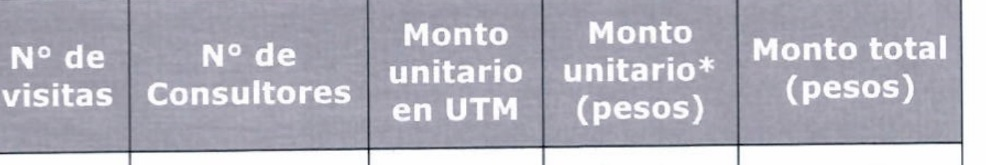 N° de
visitas
N° de
Consultores
Monto
unitario
en UTM
Monto
unitario*
(pesos)
Monto total
(pesos)